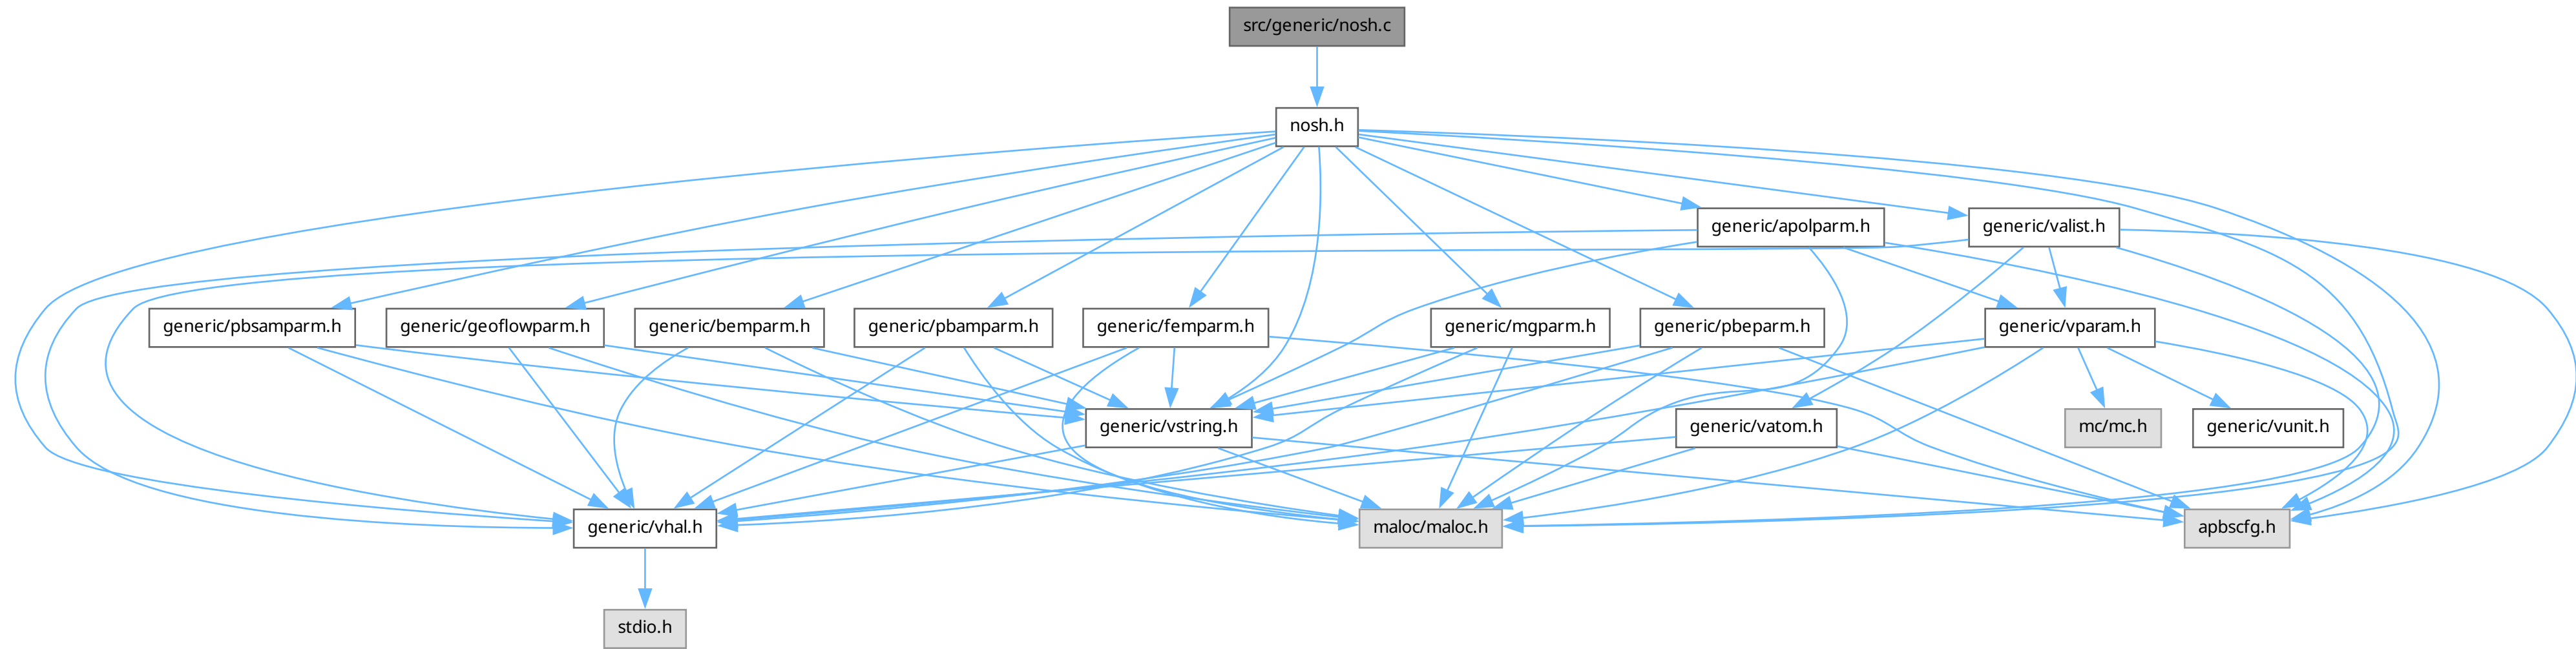 src/generic/nosh.c
nosh.h
generic/apolparm.h
generic/valist.h
generic/pbsamparm.h
generic/geoflowparm.h
generic/bemparm.h
generic/pbamparm.h
generic/femparm.h
generic/mgparm.h
generic/pbeparm.h
generic/vparam.h
generic/vstring.h
generic/vatom.h
mc/mc.h
generic/vunit.h
generic/vhal.h
maloc/maloc.h
apbscfg.h
stdio.h